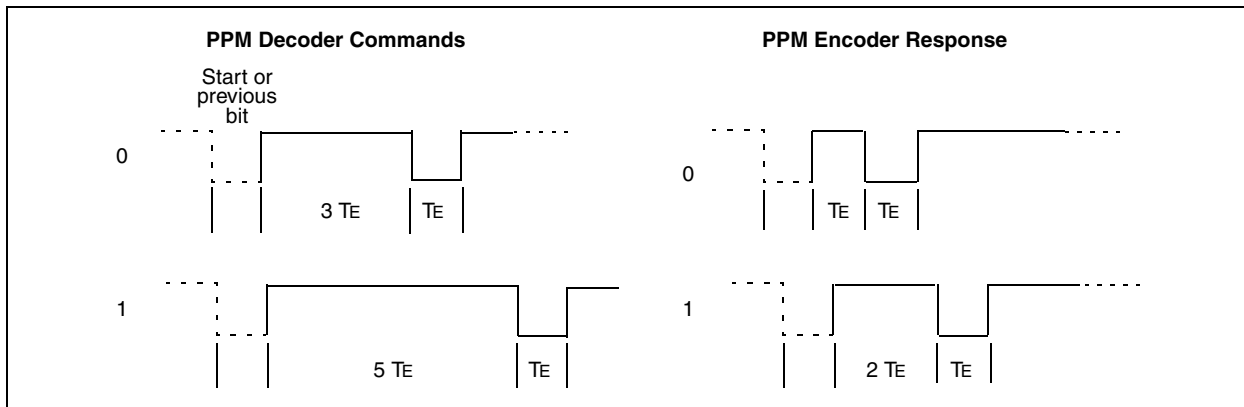 PPM Decoder Commands
Start or
previous
bit
0
3 TE
TE
1
5 TE
TE
PPM Encoder Response
0
TE
TE
1
2 TE
TE